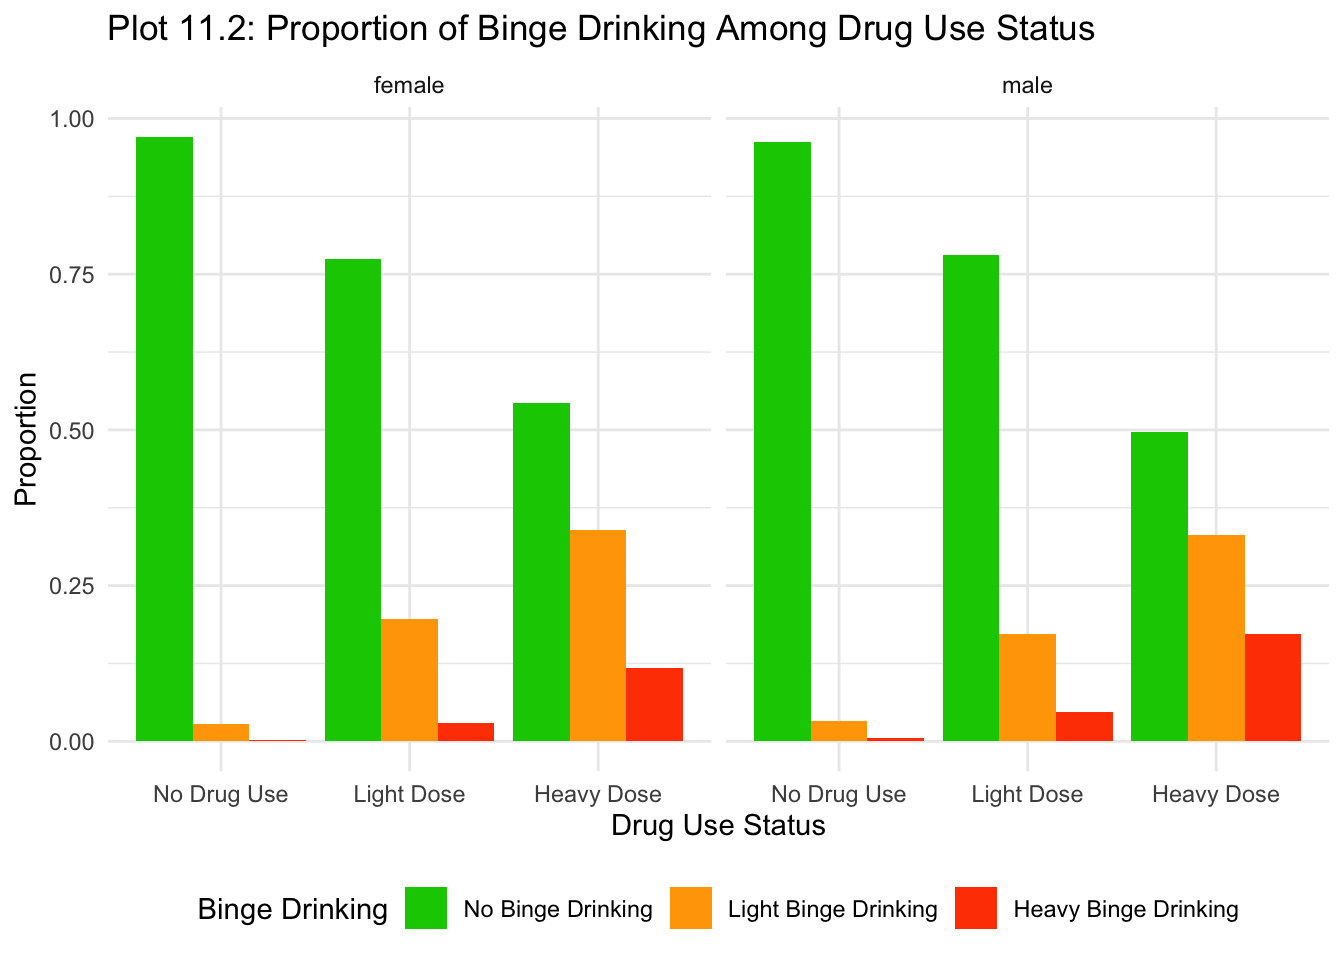 Plot 11.2: Proportion of Binge Drinking Among Drug Use Status
female male
1.00
0.75
0.50
0.25
0.00
Proportion
No Drug Use Light Dose Heavy Dose No Drug Use Light Dose Heavy Dose
Drug Use Status
Binge Drinking No Binge Drinking Light Binge Drinking Heavy Binge Drinking